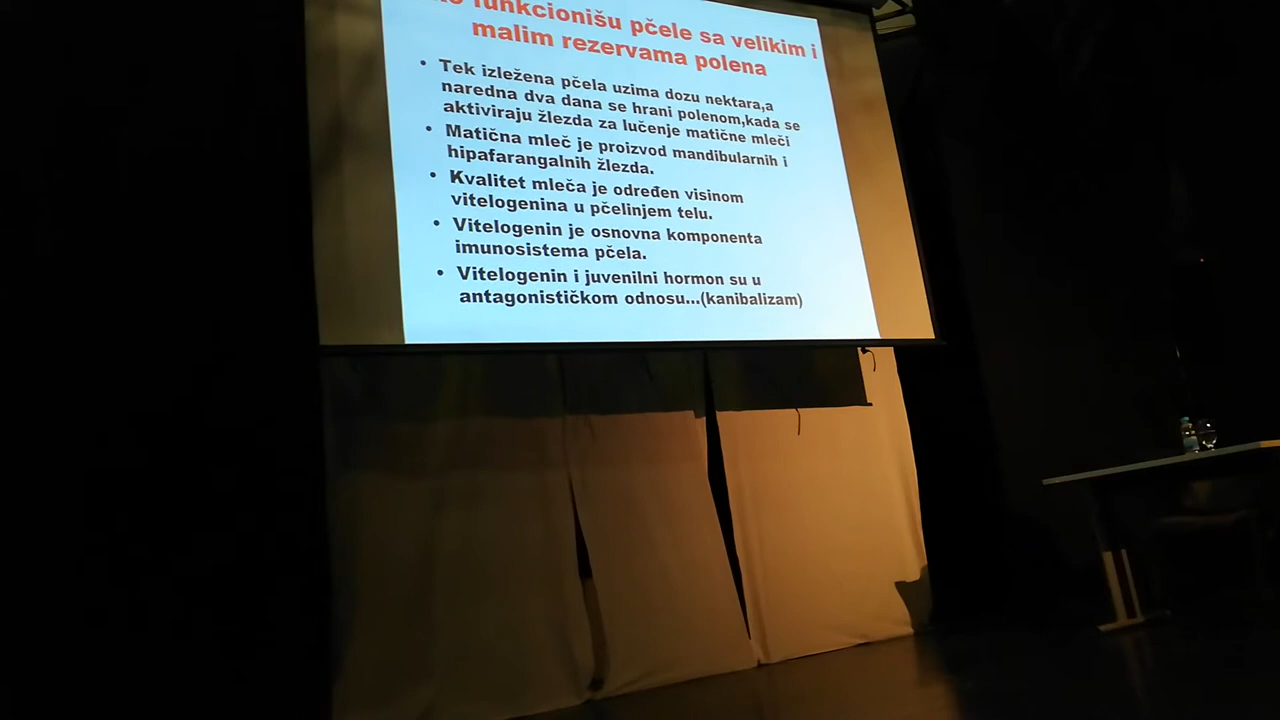 funkcionišu pčele sa velikim i
malim rezervama polena
• Tek izležena pčela uzima dozu nektara,a
naredna dva dana se hrani polenom,kada se
aktiviraju žlezda za lučenje matične mleči
• Matična mleč je proizvod mandibularnih i
hipafarangalnih žlezda.
• Kvalitet mleča je određen visinom
vitelogenina u pčelinjem telu.
• Vitelogenin je osnovna komponenta
imunosistema pčela.
• Vitelogenin i juvenilni hormon su u
antagonističkom odnosu...(kanibalizam)